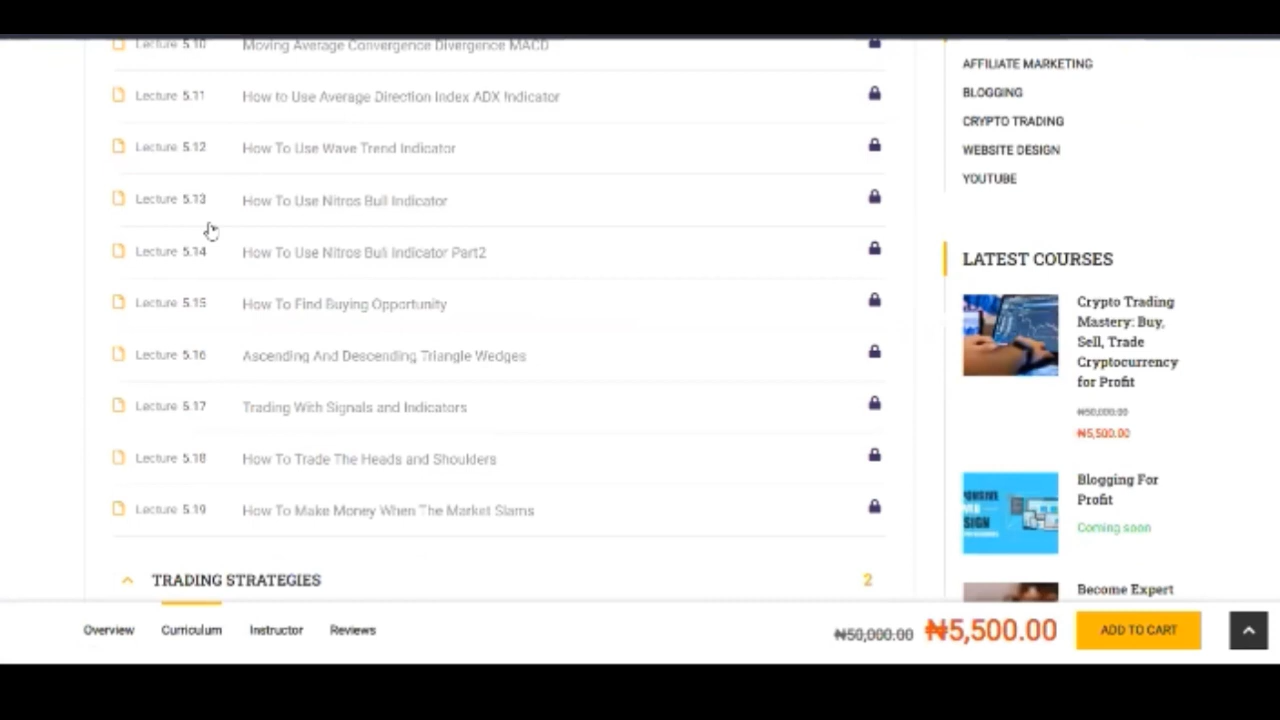 Lecture 5.10 Moving Average Convergence Divergence MACD
Lecture 5.11 How to Use Average Direction Index ADX Indicator
Lecture 5.12 How To Use Wave Trend Indicator
Lecture 5.13 How To Use Nitros Bull Indicator
Lecture 5.14 How To Use Nitros Bull Indicator Part2
Lecture 5.15 How To Find Buying Opportunity
Lecture 5.16 Ascending And Descending Triangle Wedges
Lecture 5.17 Trading With Signals and Indicators
Lecture 5.18 How To Trade The Heads and Shoulders
Lecture 5.19 How To Make Money When The Market Slams
TRADING STRATEGIES 2
AFFILIATE MARKETING
BLOGGING
CRYPTO TRADING
WEBSITE DESIGN
YOUTUBE
LATEST COURSES
Crypto Trading
Mastery: Buy,
Sell, Trade
Cryptocurrency
for Profit
₦50,000.00
₦5,500.00
Blogging For
Profit
Coming soon
Become Expert
Overview Curriculum Instructor Reviews ₦50,000.00 ₦5,500.00 ADD TO CART